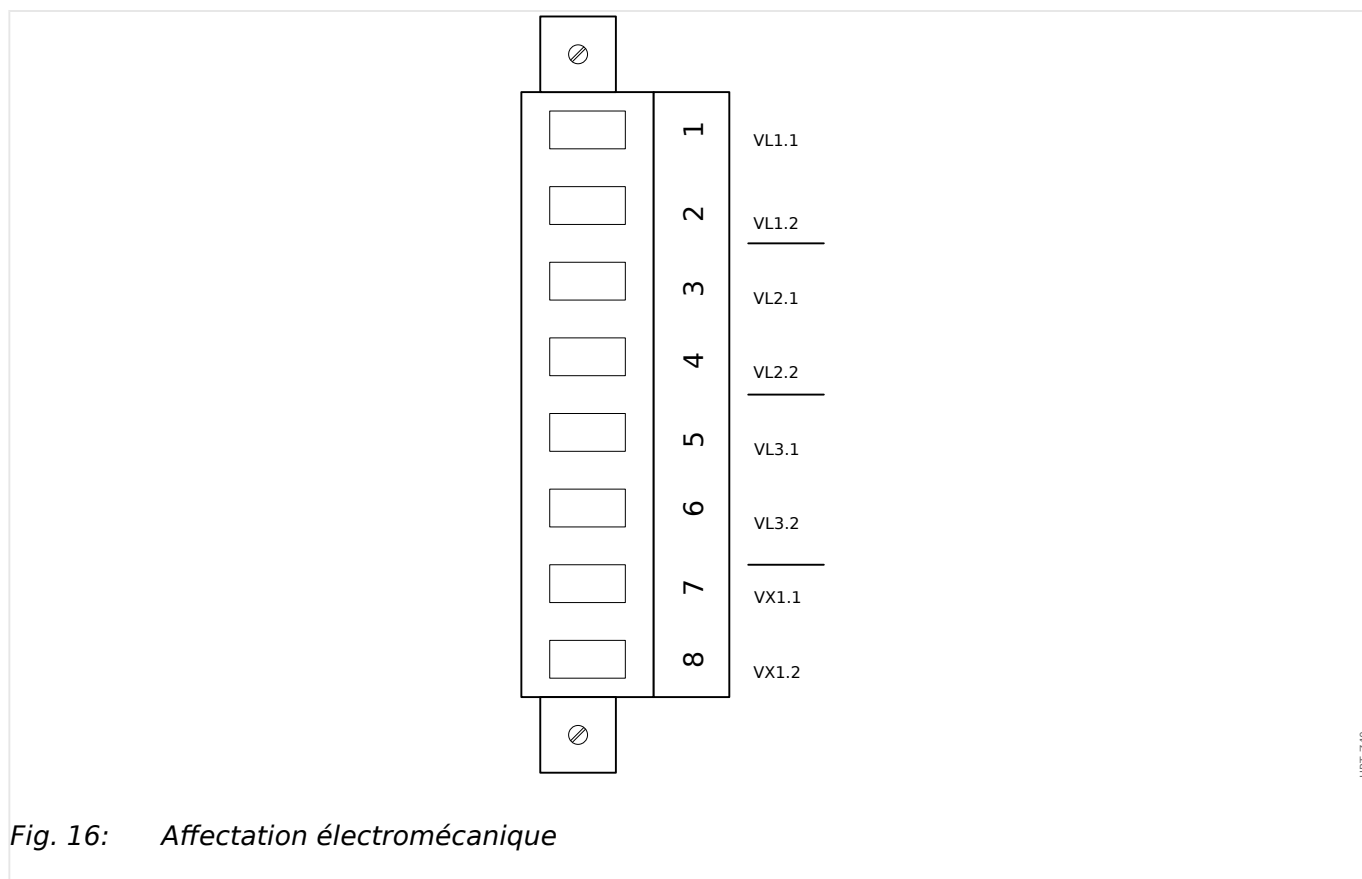 1 VL1.1
2 VL1.2
3 VL2.1
4 VL2.2
5 VL3.1
6 VL3.2
7 VX1.1
8 VX1.2
Fig. 16: Affectation électromécanique